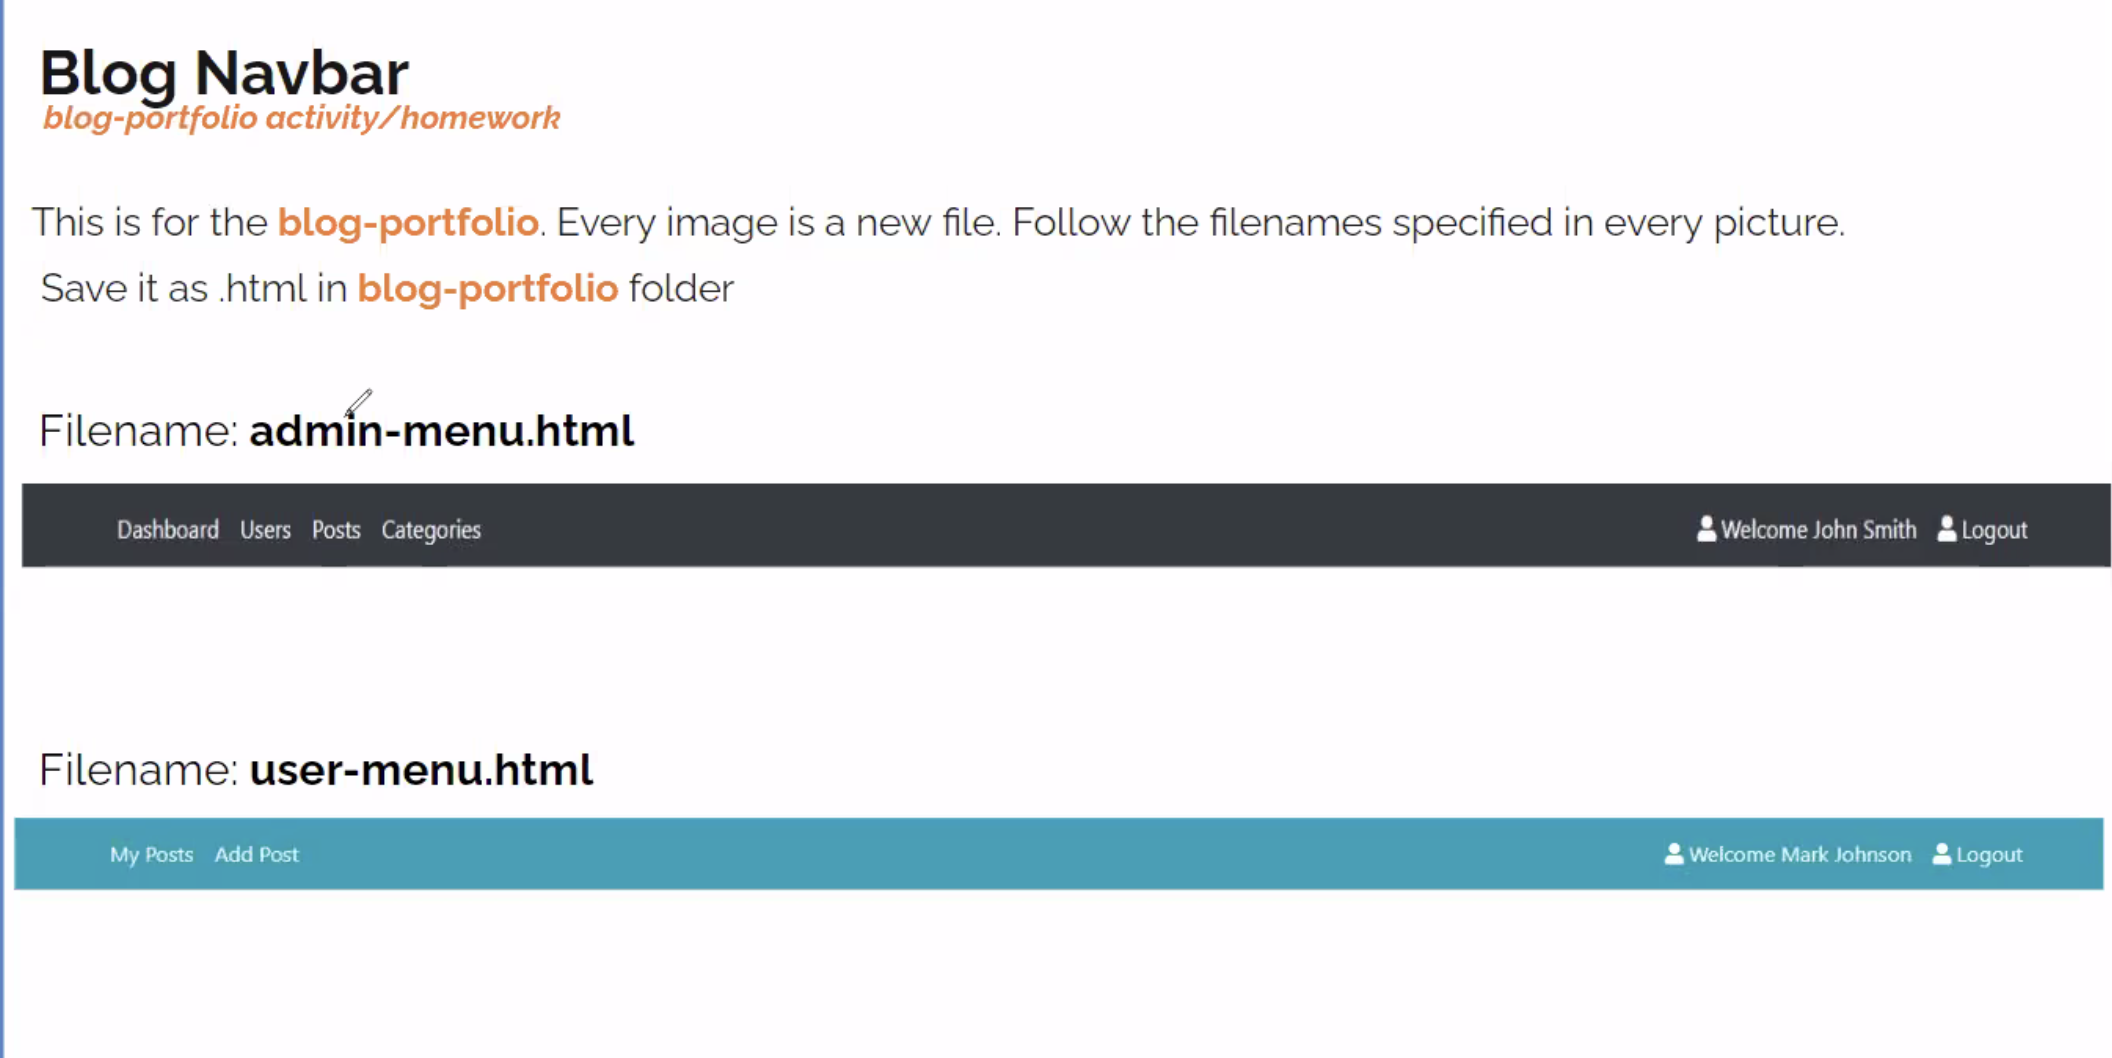 Blog Navbar
blog-portfolio activity/homework
This is for the blog-portfolio. Every image is a new file. Follow the filenames specified in every picture.
Save it as .html in blog-portfolio folder
Filename: admin-menu.html
Dashboard Users Posts Categories Welcome John Smith Logout
Filename: user-menu.html
My Posts Add Post Welcome Mark Johnson Logout